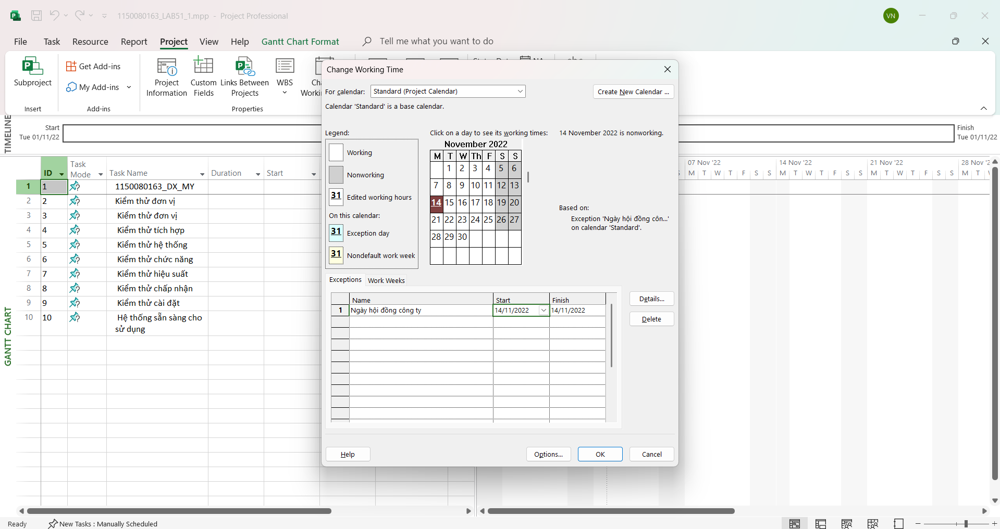 1150080163_LAB51_1.mpp - Project Professional
VN
File Task Resource Report Project View Help Gantt Chart Format Tell me what you want to do
Subproject
Insert
Get Add-ins
My Add-ins
Add-ins
Project Information
Custom Fields
Links Between Projects
WBS
Properties
TIMELINE
Start
Tue 01/11/22
Finish
Tue 01/11/22
Change Working Time
For calendar: Standard (Project Calendar)
Create New Calendar ...
Calendar 'Standard' is a base calendar.
Legend:
Working
Nonworking
31 Edited working hours
On this calendar:
31 Exception day
31 Nondefault work week
Click on a day to see its working times:
November 2022
M T W Th F S S
1 2 3 4 5 6
7 8 9 10 11 12 13
14 15 16 17 18 19 20
21 22 23 24 25 26 27
28 29 30
14 November 2022 is nonworking.
Based on:
Exception 'Ngày hội đồng côn...'
on calendar 'Standard'.
Exceptions Work Weeks
Name Start Finish
1 Ngày hội đồng công ty 14/11/2022 14/11/2022
Details...
Delete
Help Options... OK Cancel
GANTT CHART
ID Task Mode Task Name Duration Start
1 1 1150080163_DX_MY
2 2 Kiểm thử đơn vị
3 3 Kiểm thử đơn vị
4 4 Kiểm thử tích hợp
5 5 Kiểm thử hệ thống
6 6 Kiểm thử chức năng
7 7 Kiểm thử hiệu suất
8 8 Kiểm thử chấp nhận
9 9 Kiểm thử cài đặt
10 10 Hệ thống sẵn sàng cho
sử dụng
07 Nov '22 14 Nov '22 21 Nov '22 28 Nov
S M T W T F S S M T W T F S S M T W T F S S M T
Ready New Tasks : Manually Scheduled